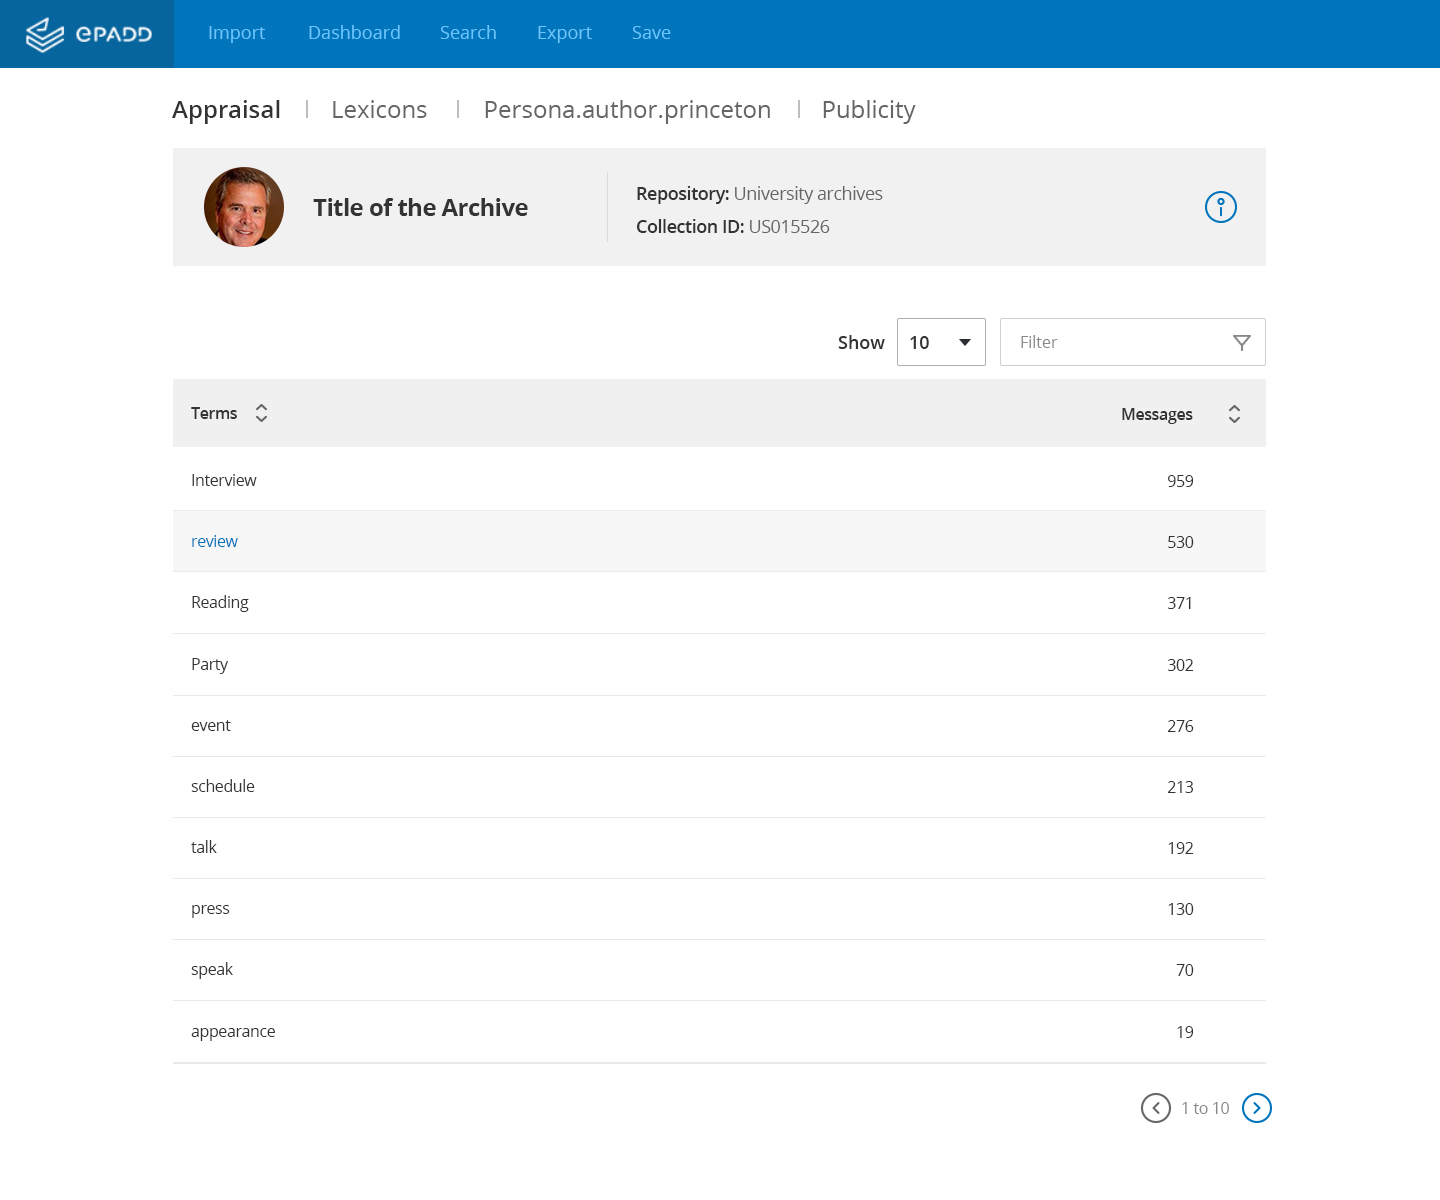 ePADD Import Dashboard Search Export Save
Appraisal | Lexicons | Persona.author.princeton | Publicity
Title of the Archive
Repository: University archives
Collection ID: US015526
Show 10 Filter
Terms Messages
Interview 959
review 530
Reading 371
Party 302
event 276
schedule 213
talk 192
press 130
speak 70
appearance 19
1 to 10